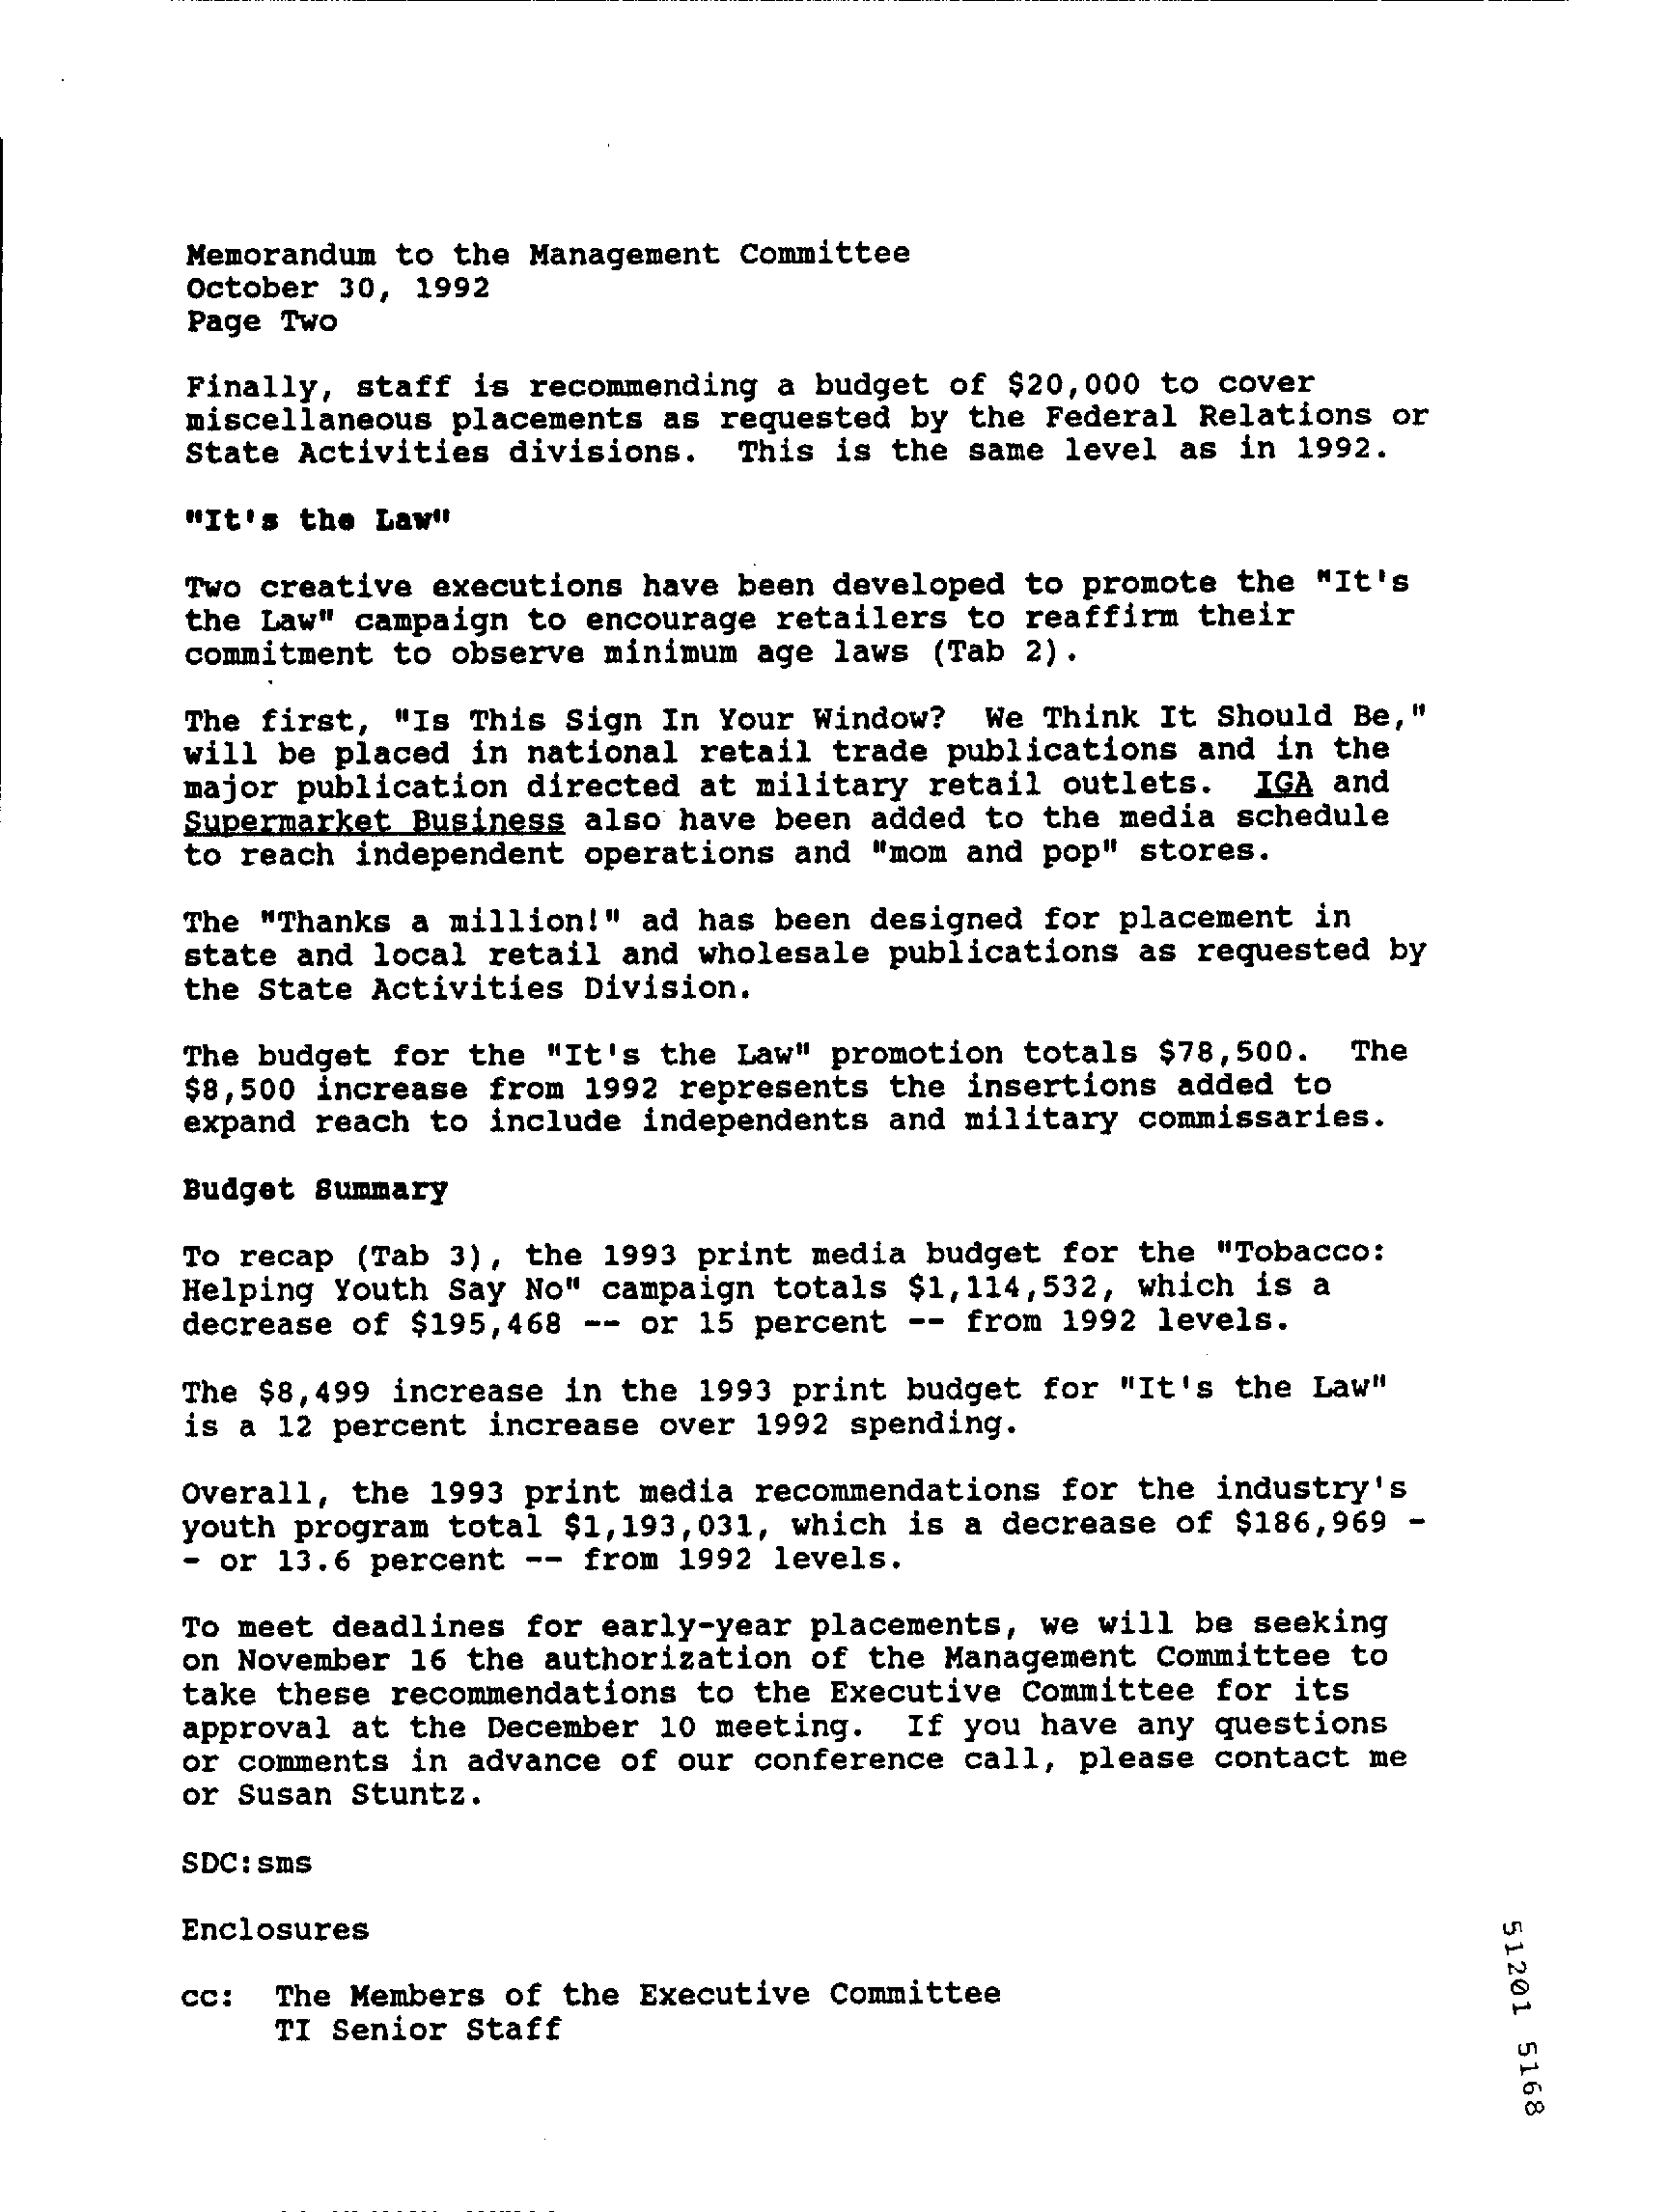 Memorandum to the Management Committee
October 30, 1992
Page Two
Finally, staff is recommending a budget of $20,000 to cover
miscellaneous placements as requested by the Federal Relations or
State Activities divisions. This is the same level as in 1992.
"It's the Law"
Two creative executions have been developed to promote the "It's
the Law" campaign to encourage retailers to reaffirm their
commitment to observe minimum age laws (Tab 2).
The first, "Is This Sign In Your Window? We Think It Should Be,"
will be placed in national retail trade publications and in the
major publication directed at military retail outlets. IGA and
Supermarket Business also have been added to the media schedule
to reach independent operations and "mom and pop" stores.
The "Thanks a million!" ad has been designed for placement in
state and local retail and wholesale publications as requested by
the State Activities Division.
The budget for the "It's the Law" promotion totals $78,500. The
$8,500 increase from 1992 represents the insertions added to
expand reach to include independents and military commissaries.
Budget Summary
To recap (Tab 3), the 1993 print media budget for the "Tobacco:
Helping Youth Say No" campaign totals $1,114,532, which is a
decrease of $195,468 -- or 15 percent -- from 1992 levels.
The $8,499 increase in the 1993 print budget for "It's the Law"
is a 12 percent increase over 1992 spending.
Overall, the 1993 print media recommendations for the industry's
youth program total $1,193,031, which is a decrease of $186,969 -
- or 13.6 percent -- from 1992 levels.
To meet deadlines for early-year placements, we will be seeking
on November 16 the authorization of the Management Committee to
take these recommendations to the Executive Committee for its
approval at the December 10 meeting. If you have any questions
or comments in advance of our conference call, please contact me
or Susan Stuntz.
SDC:sms
Enclosures
cc: The Members of the Executive Committee
TI Senior Staff
51201 5168